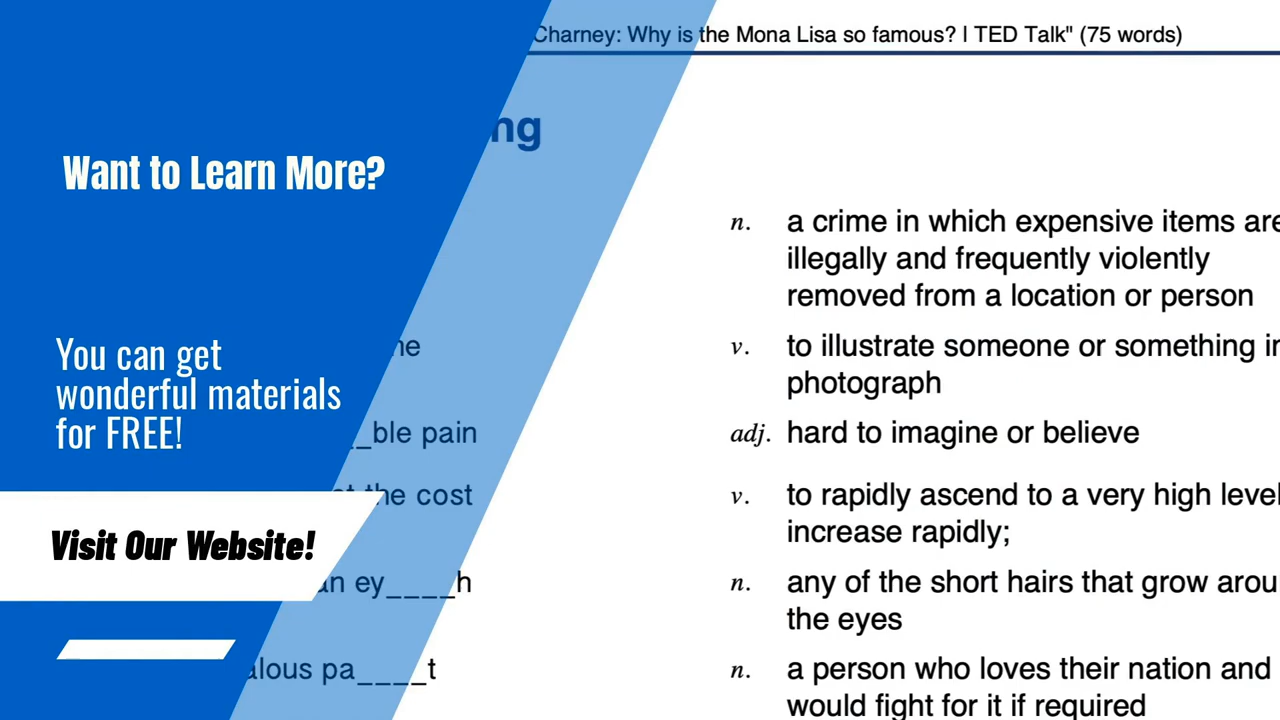 Charney: Why is the Mona Lisa so famous? | TED Talk" (75 words)
ng
Want to Learn More?
You can get
wonderful materials
for FREE!
Visit Our Website!
he
_ble pain
at the cost
an ey____h
alous pa____t
n. a crime in which expensive items are
illegally and frequently violently
removed from a location or person
v. to illustrate someone or something in
photograph
adj. hard to imagine or believe
v. to rapidly ascend to a very high level
increase rapidly;
n. any of the short hairs that grow arou
the eyes
n. a person who loves their nation and
would fight for it if required